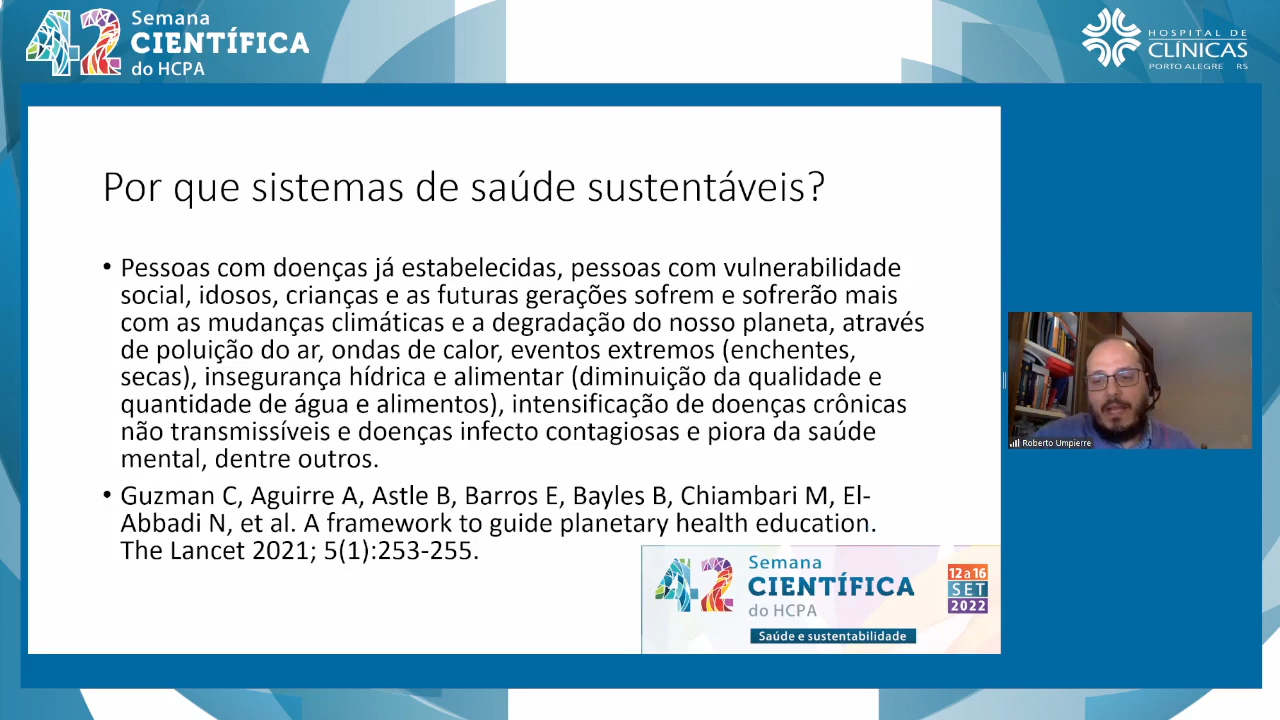 42 Semana
CIENTÍFICA
do HCPA
HOSPITAL DE
CLÍNICAS
PORTO ALEGRE RS
Por que sistemas de saúde sustentáveis?
• Pessoas com doenças já estabelecidas, pessoas com vulnerabilidade
social, idosos, crianças e as futuras gerações sofrem e sofrerão mais
com as mudanças climáticas e a degradação do nosso planeta, através
de poluição do ar, ondas de calor, eventos extremos (enchentes,
secas), insegurança hídrica e alimentar (diminuição da qualidade e
quantidade de água e alimentos), intensificação de doenças crônicas
não transmissíveis e doenças infecto contagiosas e piora da saúde
mental, dentre outros.
• Guzman C, Aguirre A, Astle B, Barros E, Bayles B, Chiambari M, El-
Abbadi N, et al. A framework to guide planetary health education.
The Lancet 2021; 5(1):253-255.
42 Semana
CIENTÍFICA
do HCPA
Saúde e sustentabilidade
12 a 16
SET
2022
Roberto Umpierre